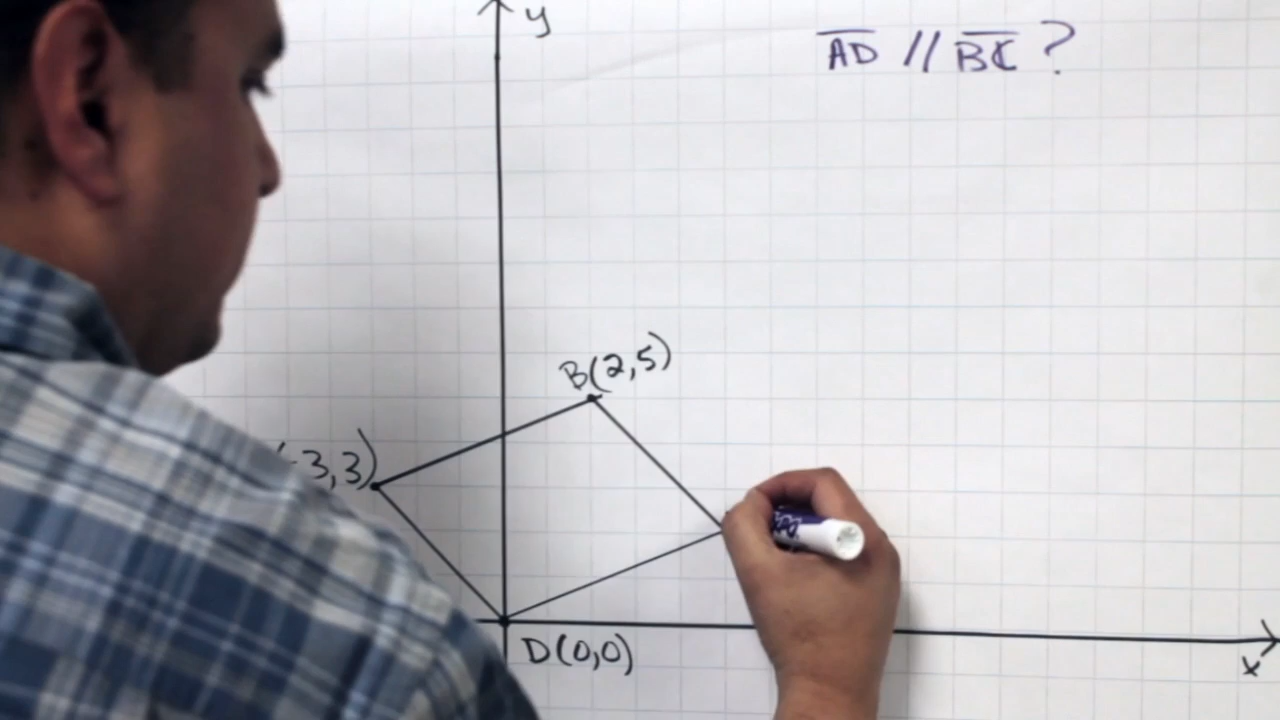 y
AD // BC ?
B(2,5)
(-3,3)
D(0,0)
x